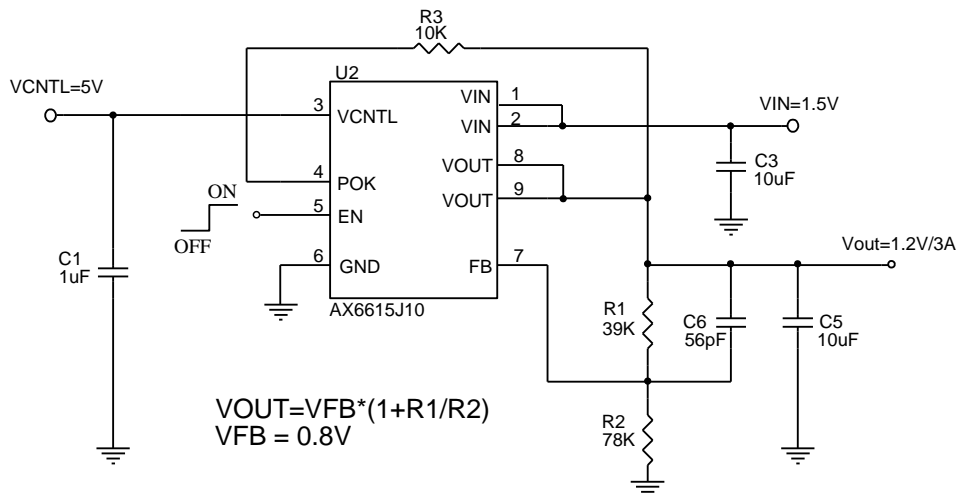 R3
10K
U2
VCNTL=5V
3
VCNTL
VIN
1
VIN
2
VIN=1.5V
VOUT
8
C3
10uF
4
POK
VOUT
9
ON
OFF
5
EN
Vout=1.2V/3A
6
GND
FB
7
C1
1uF
AX6615J10
R1
39K
C6
56pF
C5
10uF
VOUT=VFB*(1+R1/R2)
VFB = 0.8V
R2
78K